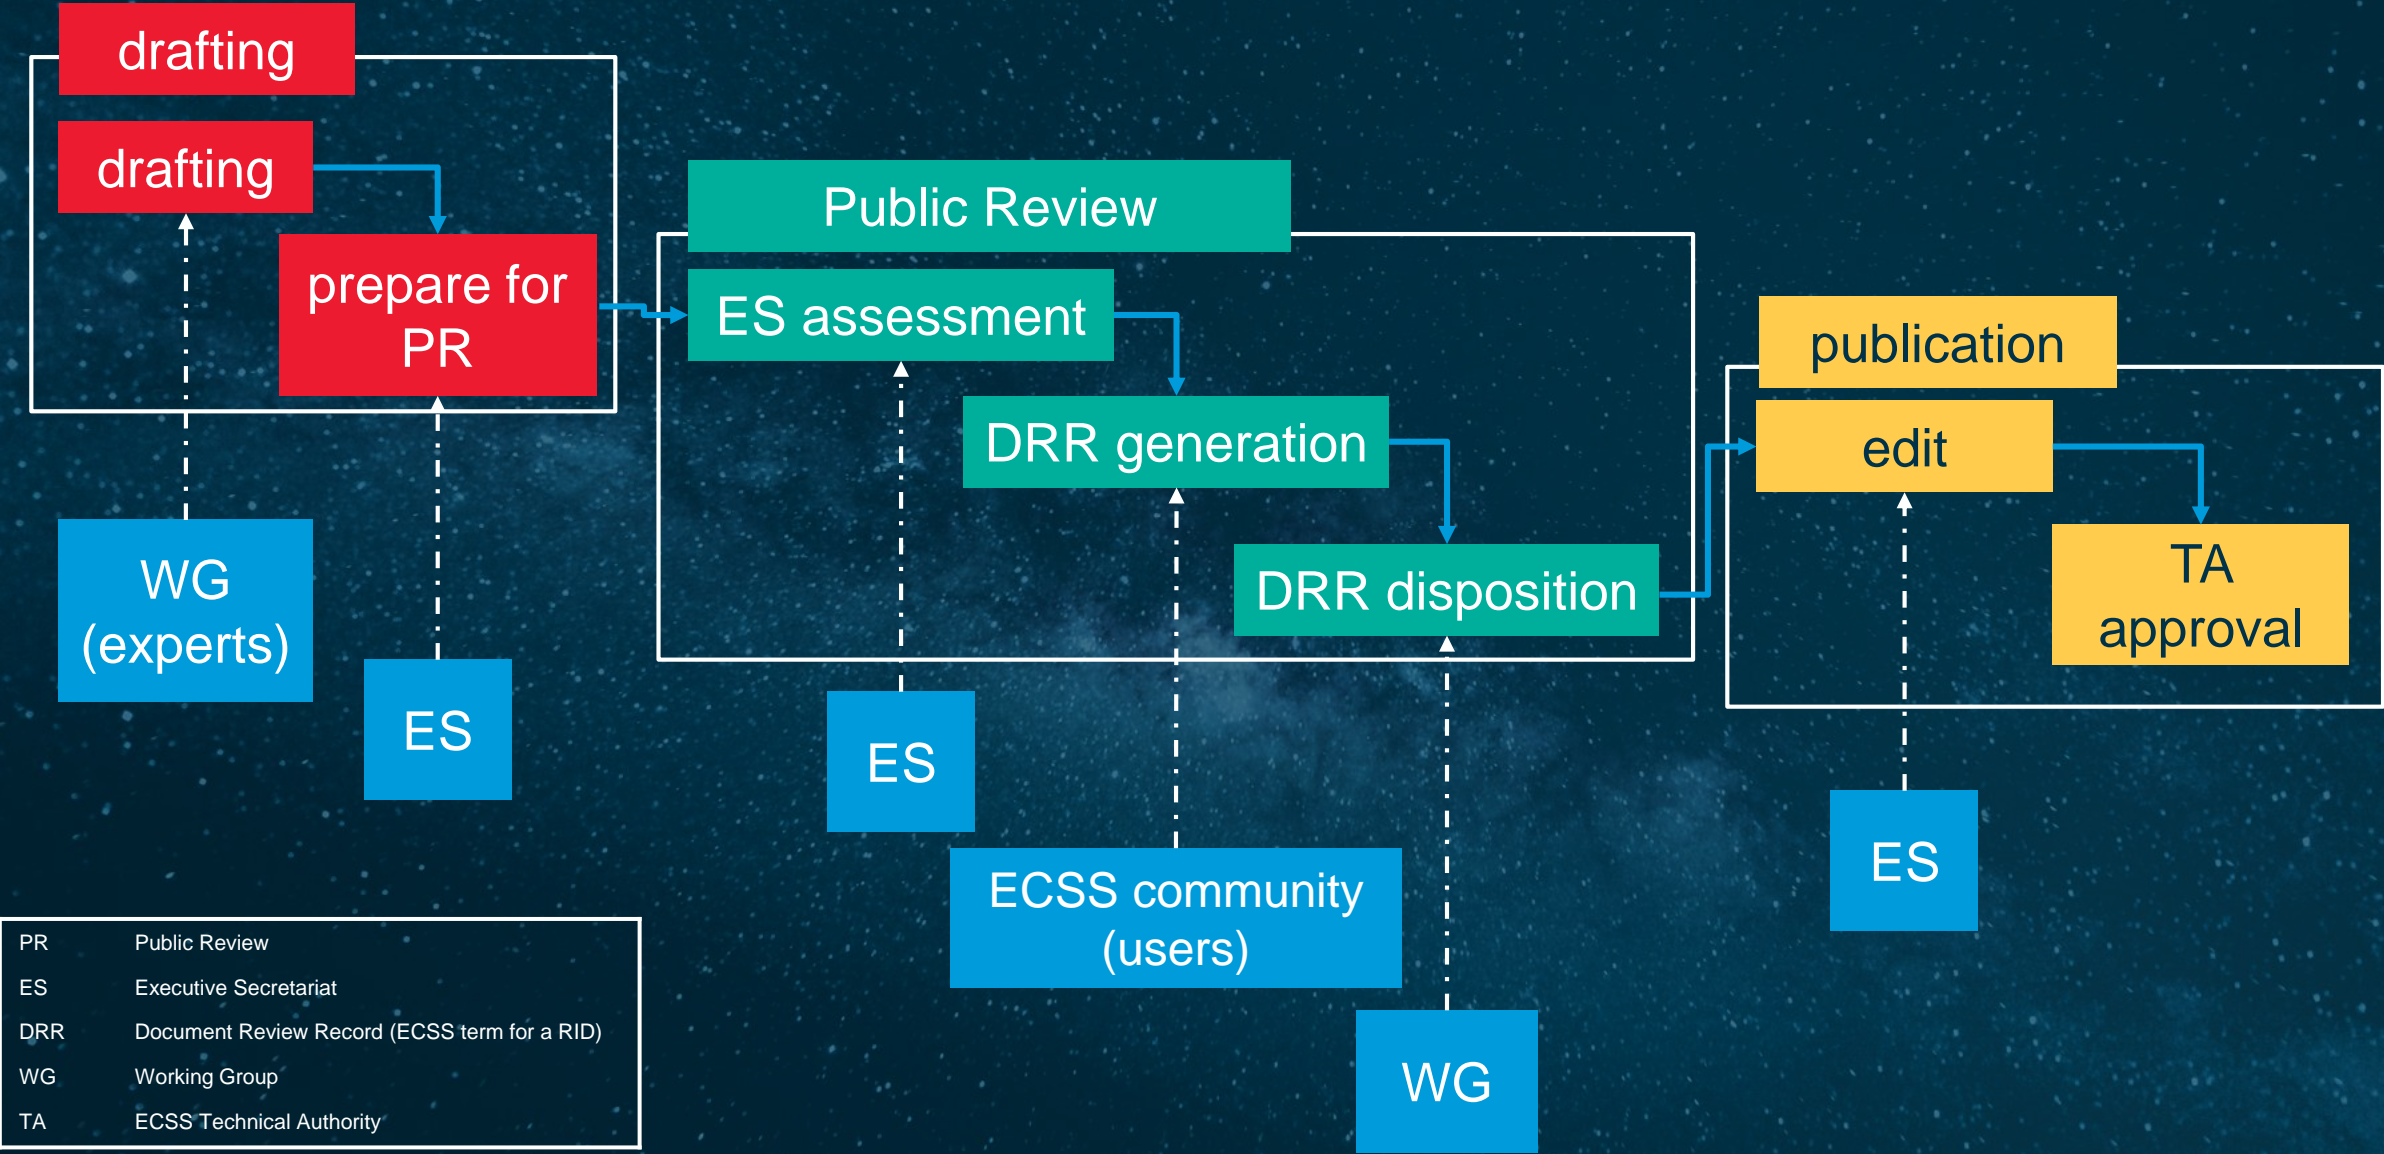 drafting
drafting
prepare for
PR
Public Review
ES assessment
DRR generation
DRR disposition
publication
edit
TA
approval
WG
(experts)
ES
ES
ECSS community
(users)
WG
ES
PR Public Review
ES Executive Secretariat
DRR Document Review Record (ECSS term for a RID)
WG Working Group
TA ECSS Technical Authority